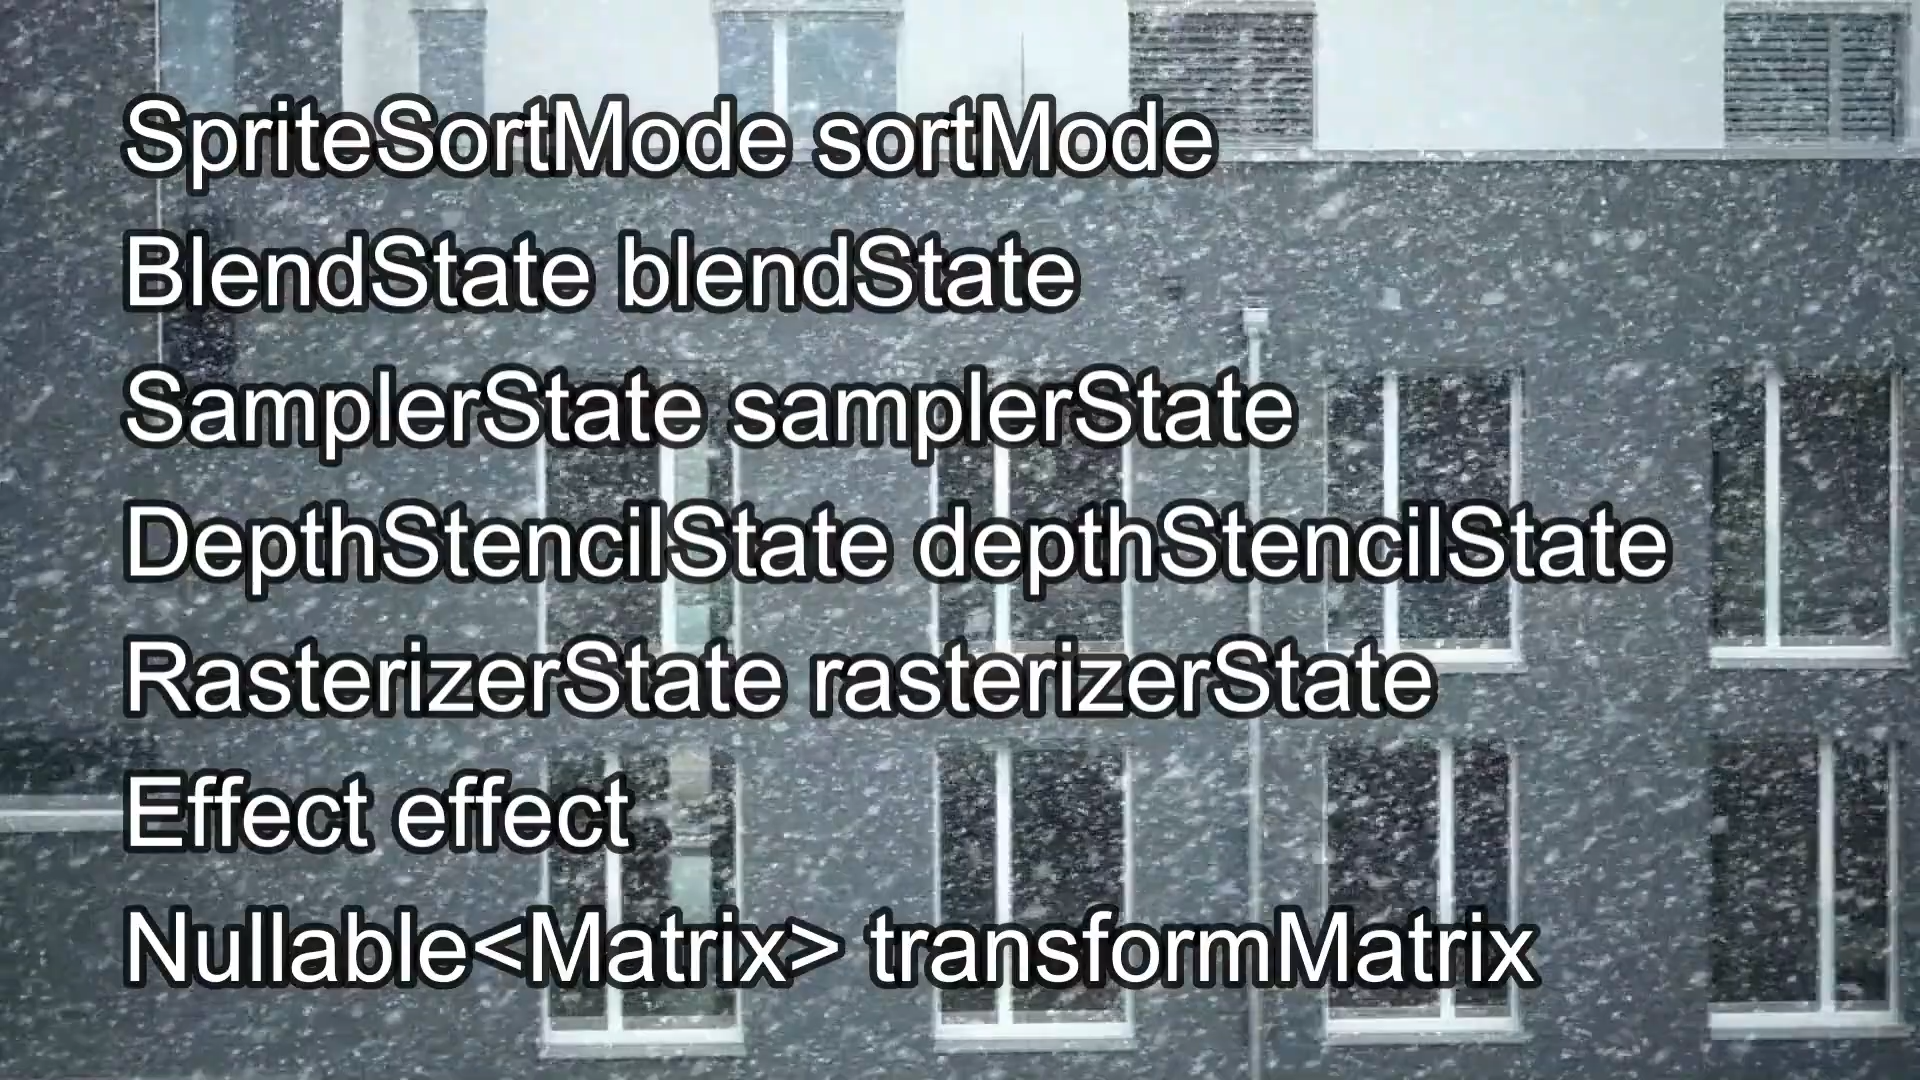 SpriteSortMode sortMode
BlendState blendState
SamplerState samplerState
DepthStencilState depthStencilState
RasterizerState rasterizerState
Effect effect
Nullable<Matrix> transformMatrix